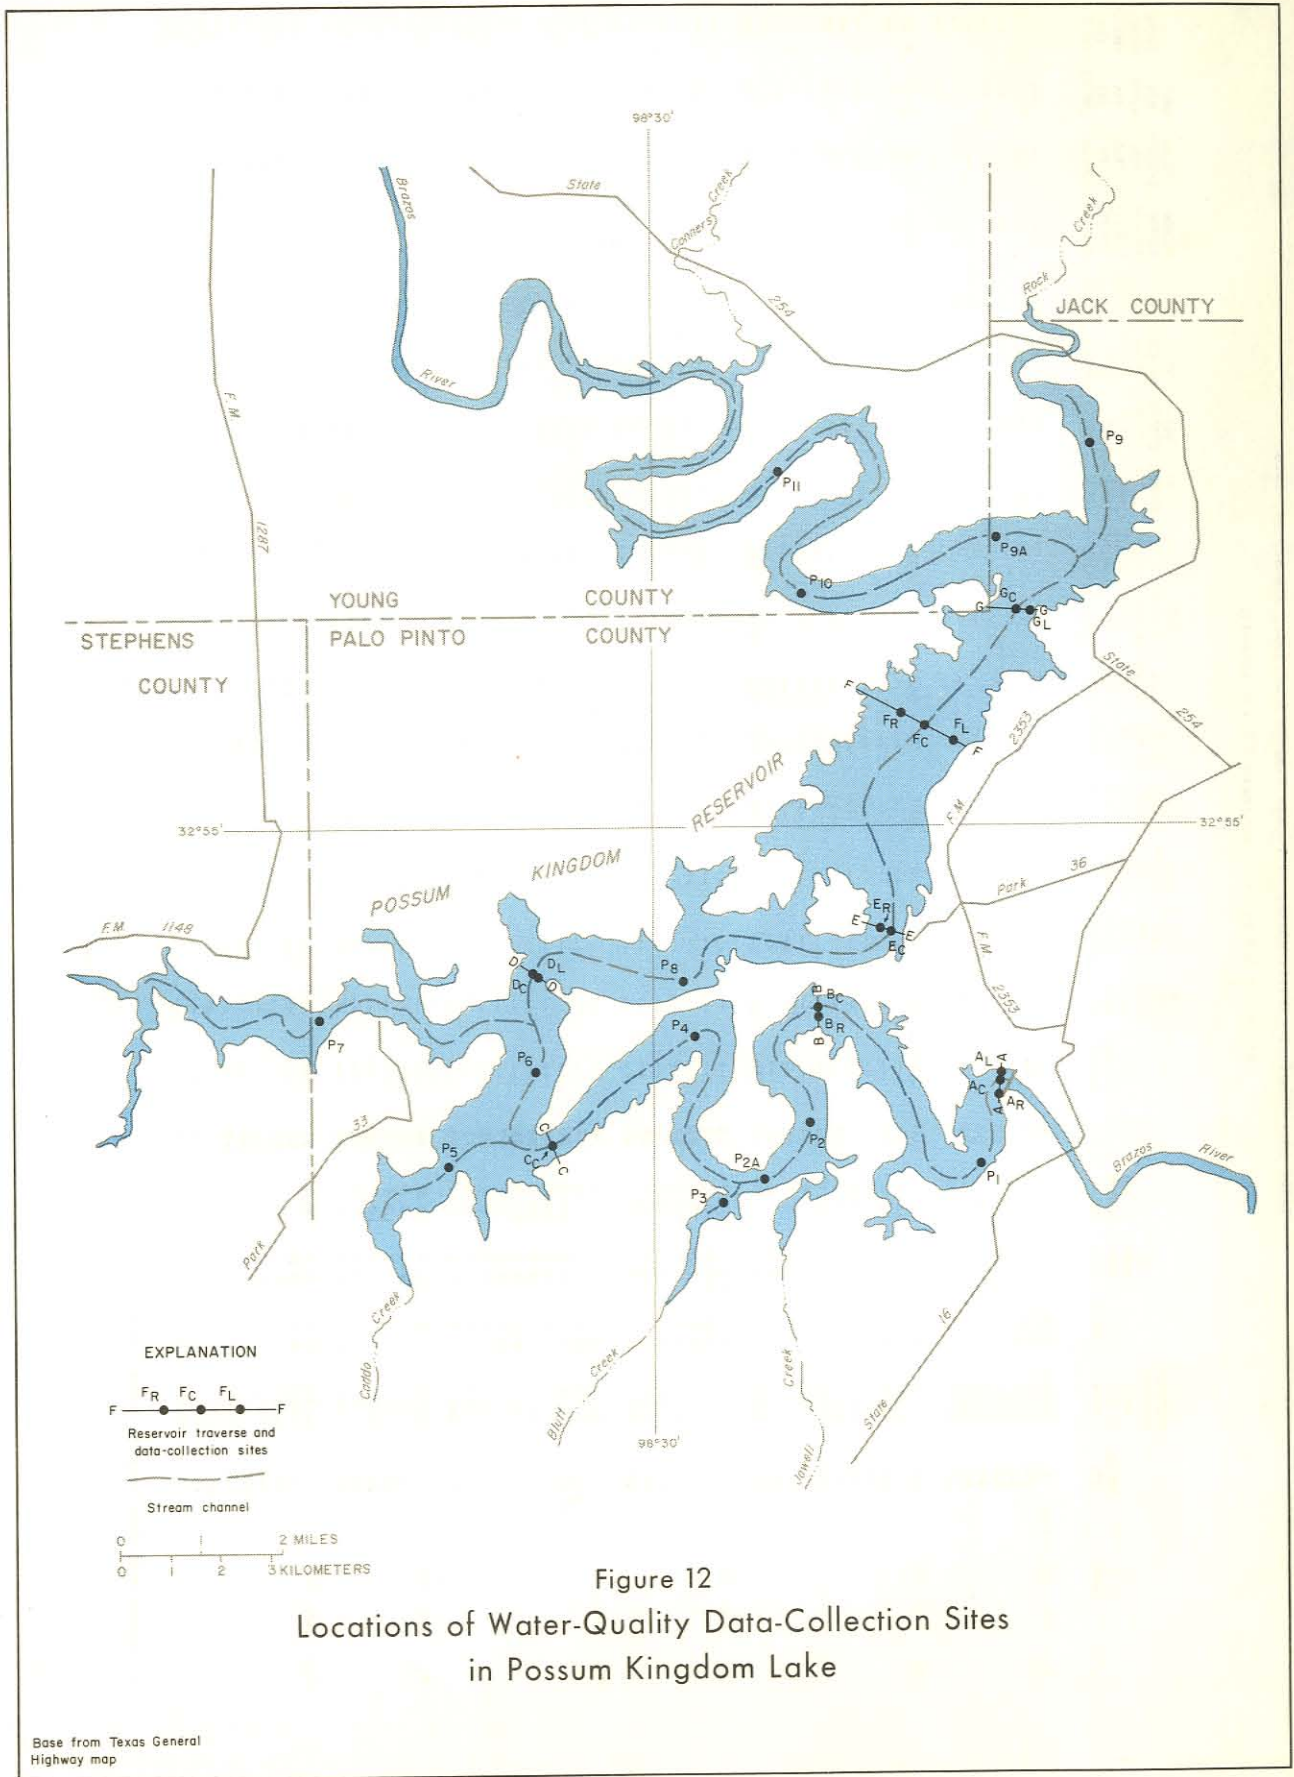 98°30'
State
Conners Creek
Brazos
River
254
Rock Creek
JACK COUNTY
F. M.
1287
P9
P11
P9A
P10
YOUNG COUNTY
STEPHENS
COUNTY
PALO PINTO COUNTY
G GC G
GL
F FR FC FL F
State
254
2353
F M
RESERVOIR
32°55'
32°55'
KINGDOM
POSSUM
Park 36
F. M. 1148
E ER EC E
F M
2353
D DL
DC D
P8
P7
P4
B BC
BR
B
P6
AL A
AC
A AR
33
Park
P5
C
CC C
P2A
P2
P3
P1
Brazos River
Caddo Creek
Bluff Creek
Jowell Creek
State 16
98°30'
EXPLANATION
FR FC FL
F F
Reservoir traverse and
data-collection sites
Stream channel
0 1 2 MILES
0 1 2 3 KILOMETERS
Figure 12
Locations of Water-Quality Data-Collection Sites
in Possum Kingdom Lake
Base from Texas General
Highway map